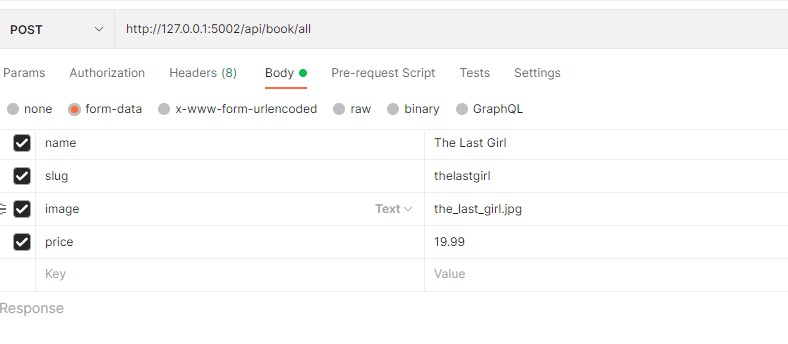 POST http://127.0.0.1:5002/api/book/all
Params Authorization Headers (8) Body Pre-request Script Tests Settings
none form-data x-www-form-urlencoded raw binary GraphQL
name The Last Girl
slug thelastgirl
image Text the_last_girl.jpg
price 19.99
Key Value
Response